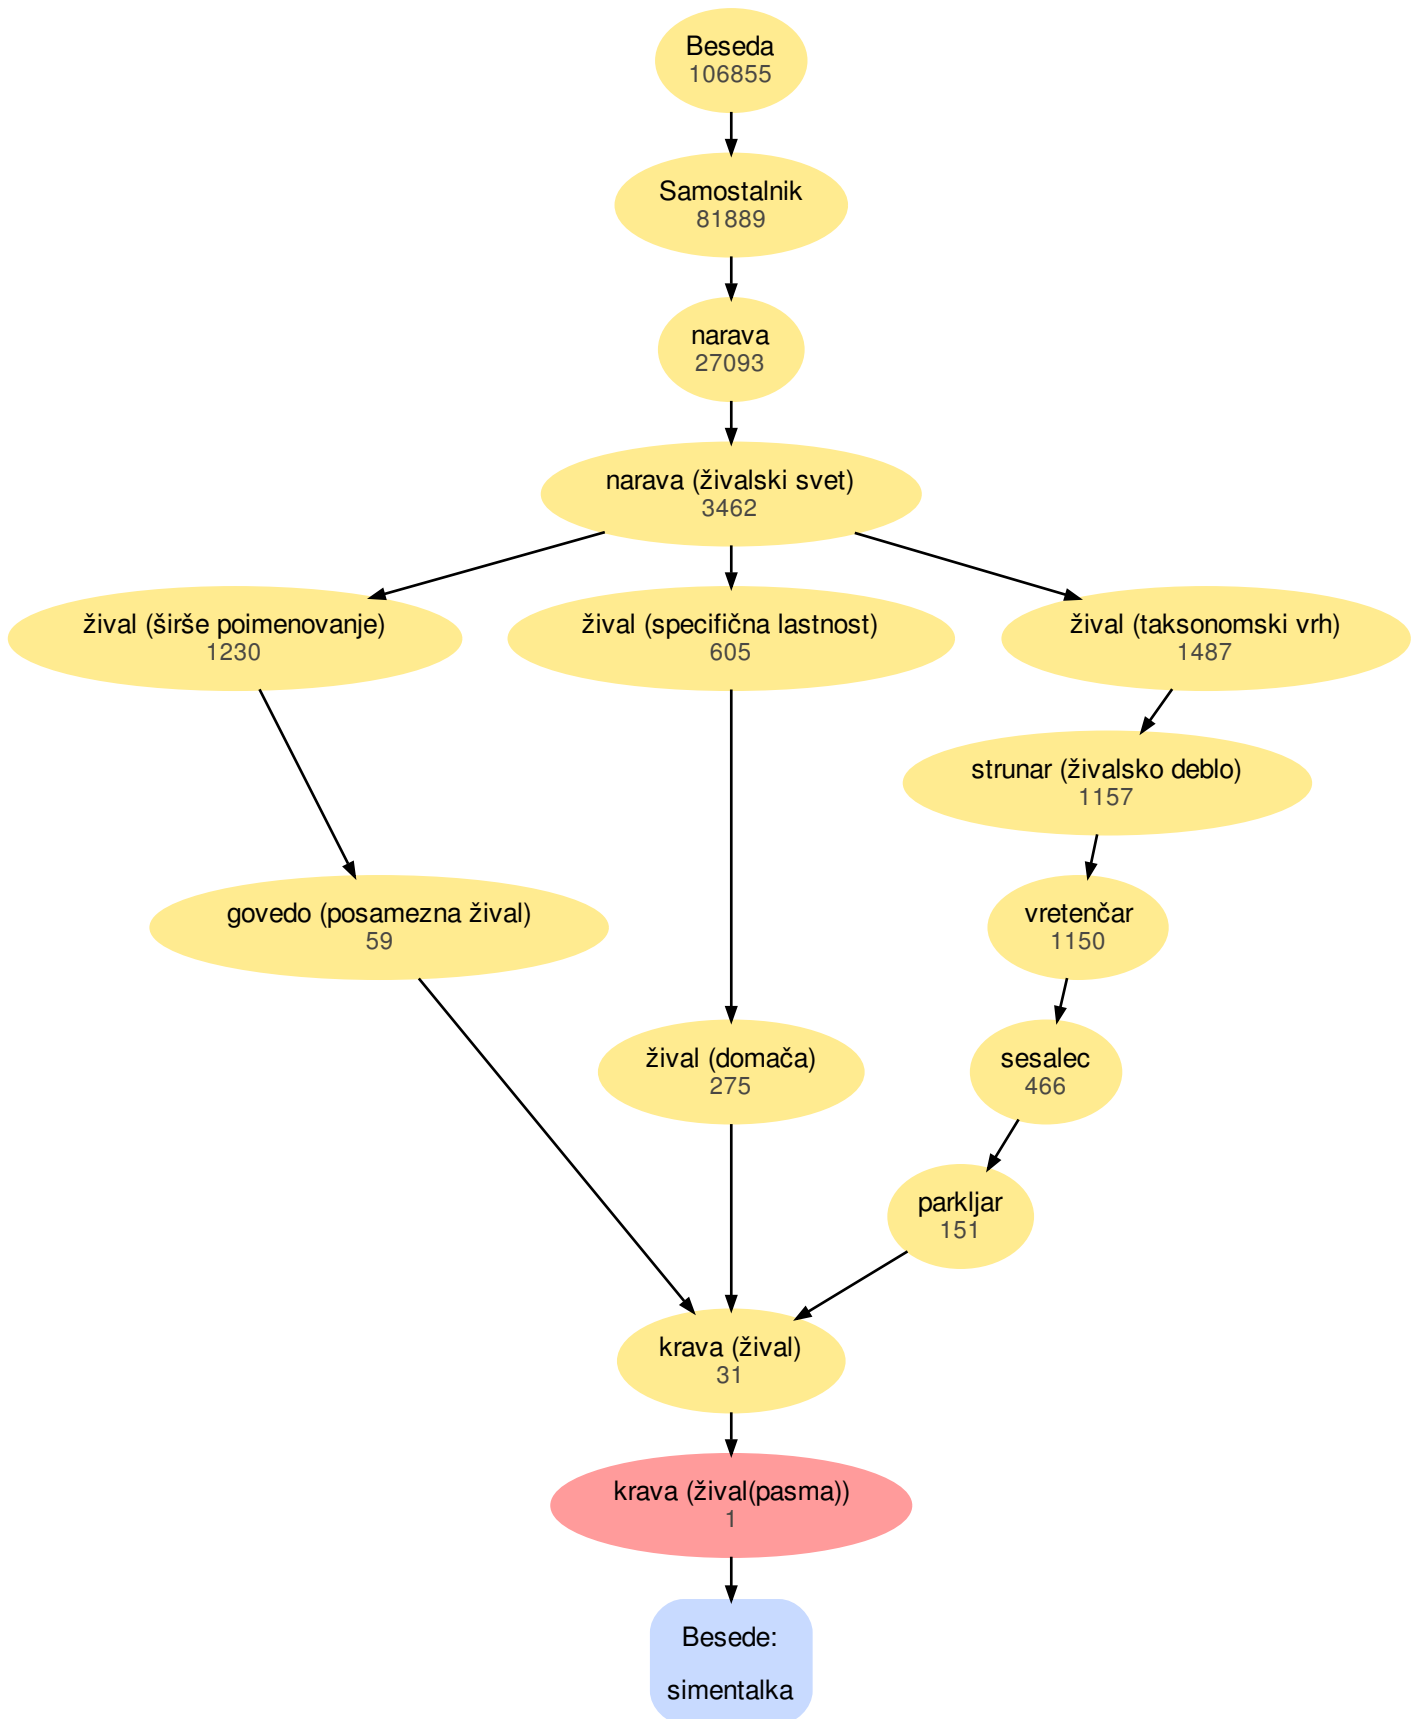 Beseda
106855
Samostalnik
81889
narava
27093
narava (živalski svet)
3462
žival (širše poimenovanje)
1230
žival (specifična lastnost)
605
žival (taksonomski vrh)
1487
strunar (živalsko deblo)
1157
govedo (posamezna žival)
59
vretenčar
1150
žival (domača)
275
sesalec
466
parkljar
151
krava (žival)
31
krava (žival(pasma))
1
Besede:
simentalka